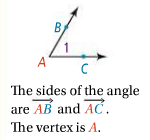 B
1
A
C
The sides of the angle
are AB and AC.
The vertex is A.